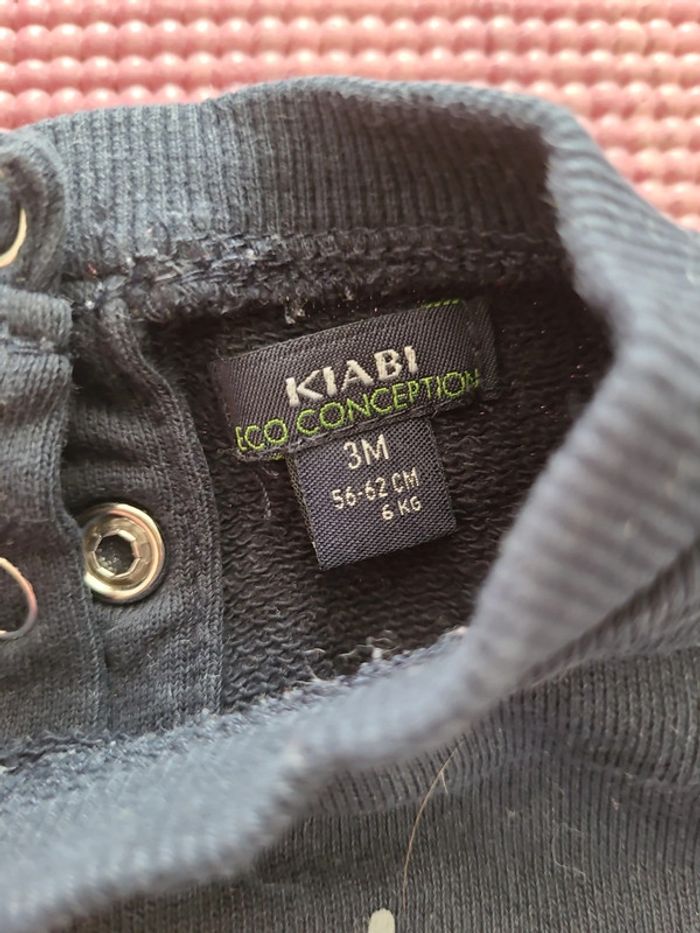 KIABI
ECO CONCEPTION
3M
56-62 CM
6 KG